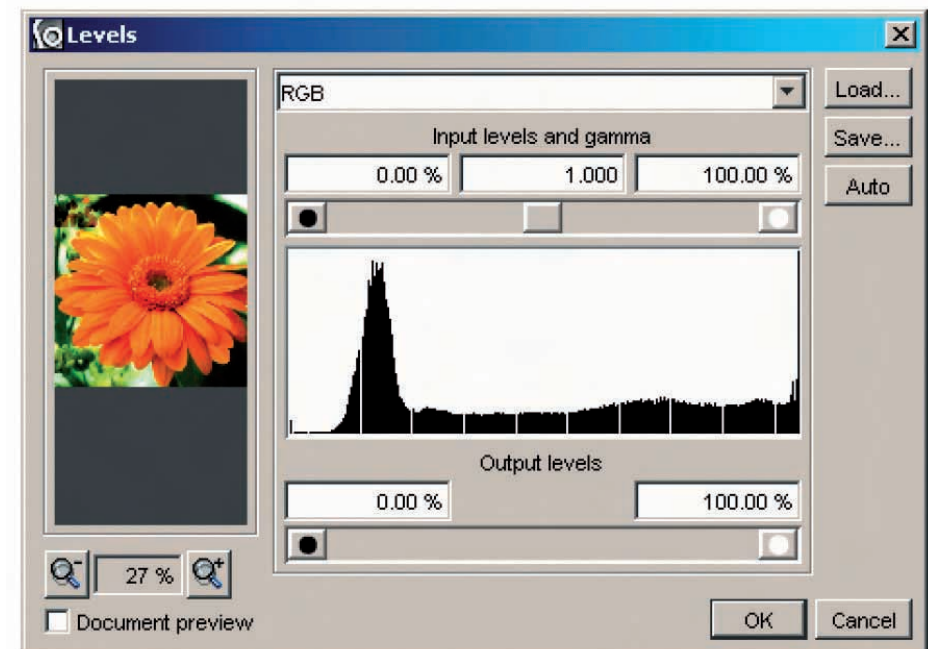 Levels
RGB
Load...
Input levels and gamma
Save...
0.00 % 1.000 100.00 %
Auto
Output levels
0.00 % 100.00 %
27 %
Document preview
OK Cancel